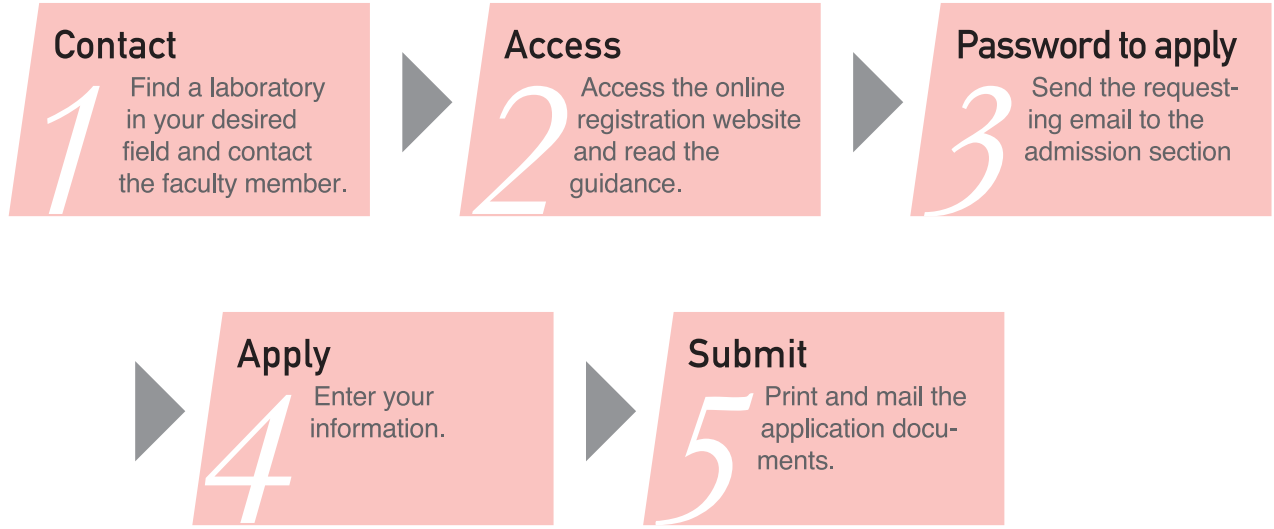 Contact
1
Find a laboratory
in your desired
field and contact
the faculty member.
Access
2
Access the online
registration website
and read the
guidance.
Password to apply
3
Send the request-
ing email to the
admission section
Apply
4
Enter your
information.
Submit
5
Print and mail the
application docu-
ments.